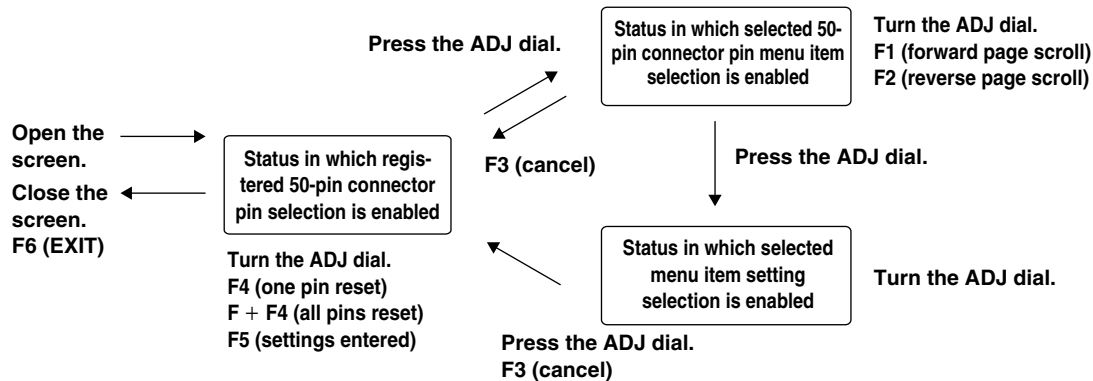 Open the
screen.
Close the
screen.
F6 (EXIT)
Status in which regis-
tered 50-pin connector
pin selection is enabled
Turn the ADJ dial.
F4 (one pin reset)
F + F4 (all pins reset)
F5 (settings entered)
Press the ADJ dial.
F3 (cancel)
Status in which selected 50-
pin connector pin menu item
selection is enabled
Turn the ADJ dial.
F1 (forward page scroll)
F2 (reverse page scroll)
Press the ADJ dial.
Status in which selected
menu item setting
selection is enabled
Turn the ADJ dial.
Press the ADJ dial.
F3 (cancel)